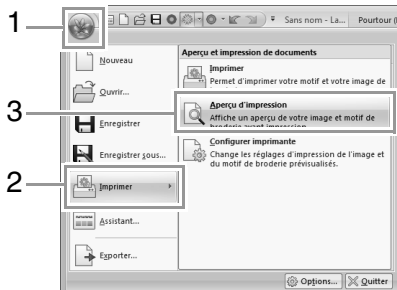 1
Sans nom - La... Pourtour (
Nouveau
Ouvrir...
Enregistrer
Enregistrer sous...
Imprimer
Assistant...
Exporter...
Aperçu et impression de documents
Imprimer
Permet d'imprimer votre motif et votre image de
3
Aperçu d'impression
Affiche un aperçu de votre image et motif de
broderie avant impression.
Configurer imprimante
Change les réglages d'impression de l'image et
du motif de broderie prévisualisés.
2
Options... Quitter